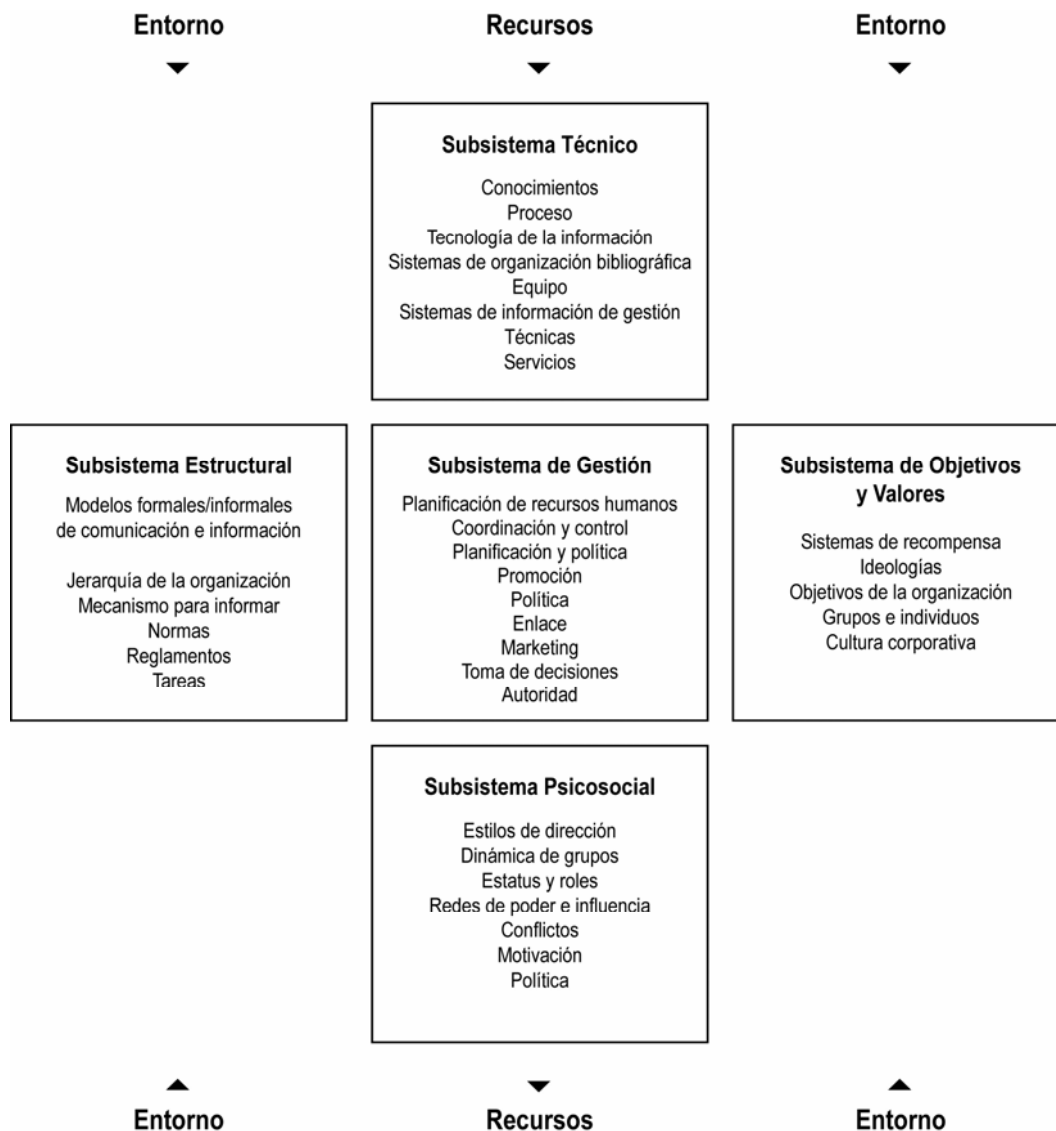 Entorno
Recursos
Entorno
Subsistema Técnico
Conocimientos
Proceso
Tecnología de la información
Sistemas de organización bibliográfica
Equipo
Sistemas de información de gestión
Técnicas
Servicios
Subsistema Estructural
Modelos formales/informales
de comunicación e información
Jerarquía de la organización
Mecanismo para informar
Normas
Reglamentos
Tareas
Subsistema de Gestión
Planificación de recursos humanos
Coordinación y control
Planificación y política
Promoción
Política
Enlace
Marketing
Toma de decisiones
Autoridad
Subsistema de Objetivos
y Valores
Sistemas de recompensa
Ideologías
Objetivos de la organización
Grupos e individuos
Cultura corporativa
Subsistema Psicosocial
Estilos de dirección
Dinámica de grupos
Estatus y roles
Redes de poder e influencia
Conflictos
Motivación
Política
Entorno
Recursos
Entorno